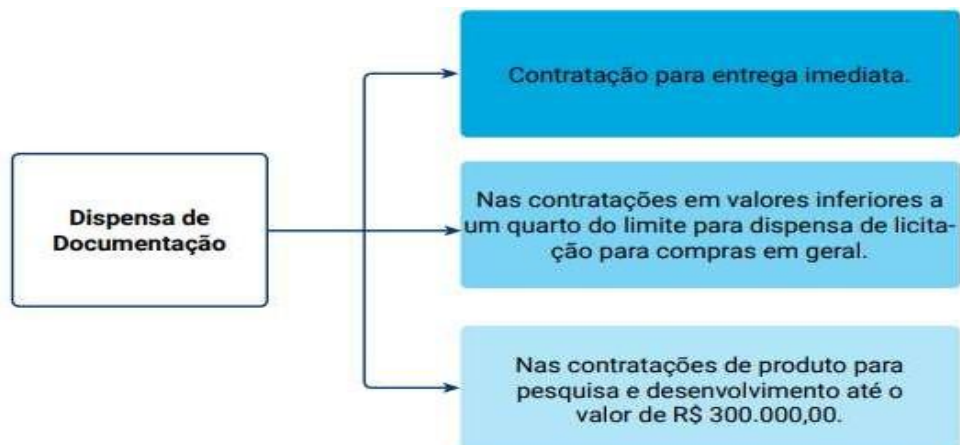 Dispensa de
Documentação
Contratação para entrega imediata.
Nas contratações em valores inferiores a
um quarto do limite para dispensa de licita-
ção para compras em geral.
Nas contratações de produto para
pesquisa e desenvolvimento até o
valor de R$ 300.000,00.